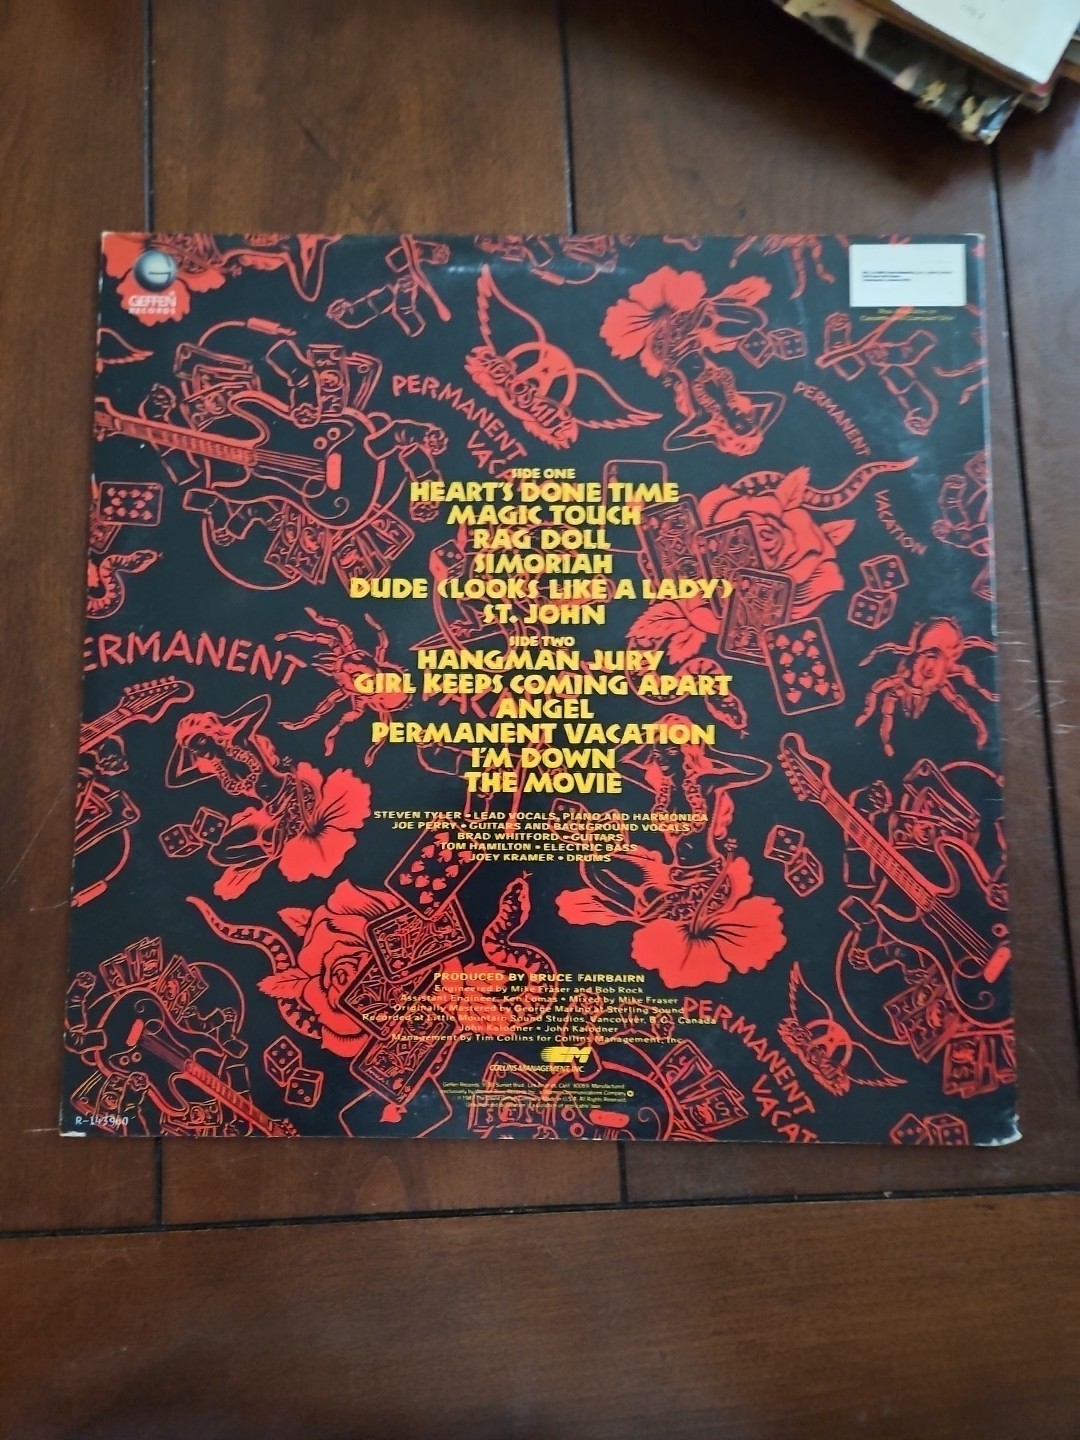 GEFFEN
RECORDS
Also Available on
PERMANENT
VACATION
PERMANENT
VACATION
SIDE ONE
HEART'S DONE TIME
MAGIC TOUCH
RAG DOLL
SIMORIAH
DUDE (LOOKS LIKE A LADY)
ST. JOHN
PERMANENT
SIDE TWO
HANGMAN JURY
GIRL KEEPS COMING APART
ANGEL
PERMANENT VACATION
I'M DOWN
THE MOVIE
STEVEN TYLER • LEAD VOCALS, PIANO AND HARMONICA
JOE PERRY • GUITARS AND BACKGROUND VOCALS
BRAD WHITFORD • GUITARS
TOM HAMILTON • ELECTRIC BASS
JOEY KRAMER • DRUMS
PRODUCED BY BRUCE FAIRBAIRN
Engineered by Mike Fraser and Bob Rock
Assistant Engineer: Ken Lomas • Mixed by Mike Fraser
Originally Mastered by George Marino at Sterling Sound
Recorded at Little Mountain Sound Studios, Vancouver, B.C., Canada
John Kalodner • John Kalodner
Management by Tim Collins for Collins Management, Inc.
CM
COLLINS MANAGEMENT, INC.
PERMANENT
VACAT
R-143960